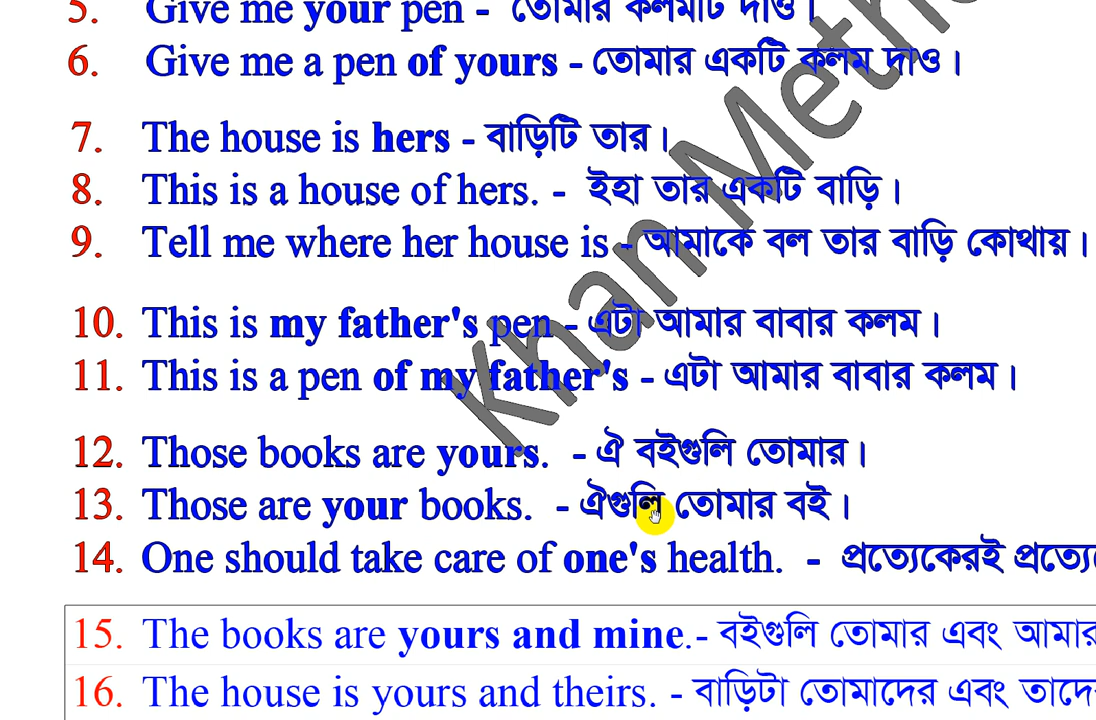 5. Give me your pen - তোমার কলমটি দাও।
6. Give me a pen of yours - তোমার একটি কলম দাও।
7. The house is hers - বাড়িটি তার।
8. This is a house of hers. - ইহা তার একটি বাড়ি।
9. Tell me where her house is - আমাকে বল তার বাড়ি কোথায়।
10. This is my father's pen - এটা আমার বাবার কলম।
11. This is a pen of my father's - এটা আমার বাবার কলম।
12. Those books are yours. - ঐ বইগুলি তোমার।
13. Those are your books. - ঐগুলি তোমার বই।
14. One should take care of one's health. - প্রত্যেকেরই
15. The books are yours and mine.- বইগুলি তোমার এবং আমার
16. The house is yours and theirs. - বাড়িটা তোমাদের এবং
Khan